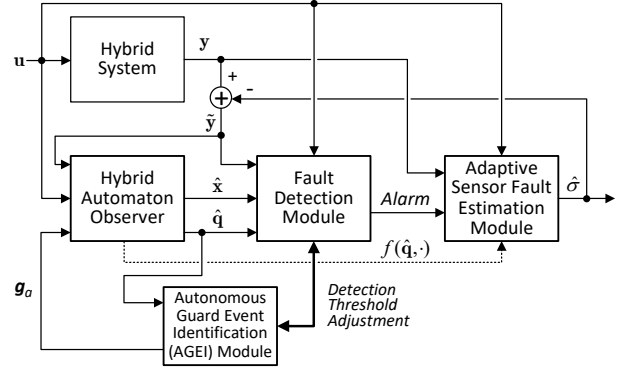 y
Hybrid
System
u
+
-
+
ỹ
Hybrid
Automaton
Observer
x̂
q̂
Fault
Detection
Module
Alarm
Adaptive
Sensor Fault
Estimation
Module
σ̂
f(q̂,·)
g_a
Autonomous
Guard Event
Identification
(AGEI) Module
Detection
Threshold
Adjustment